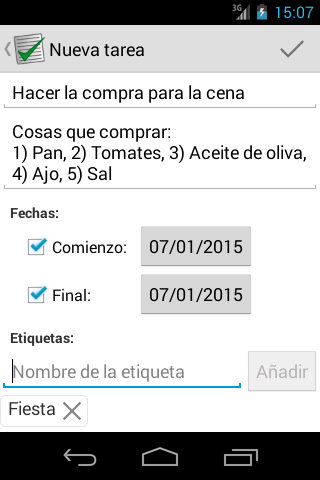 3G 15:07
Nueva tarea
Hacer la compra para la cena
Cosas que comprar:
1) Pan, 2) Tomates, 3) Aceite de oliva,
4) Ajo, 5) Sal
Fechas:
Comienzo: 07/01/2015
Final: 07/01/2015
Etiquetas:
Nombre de la etiqueta Añadir
Fiesta